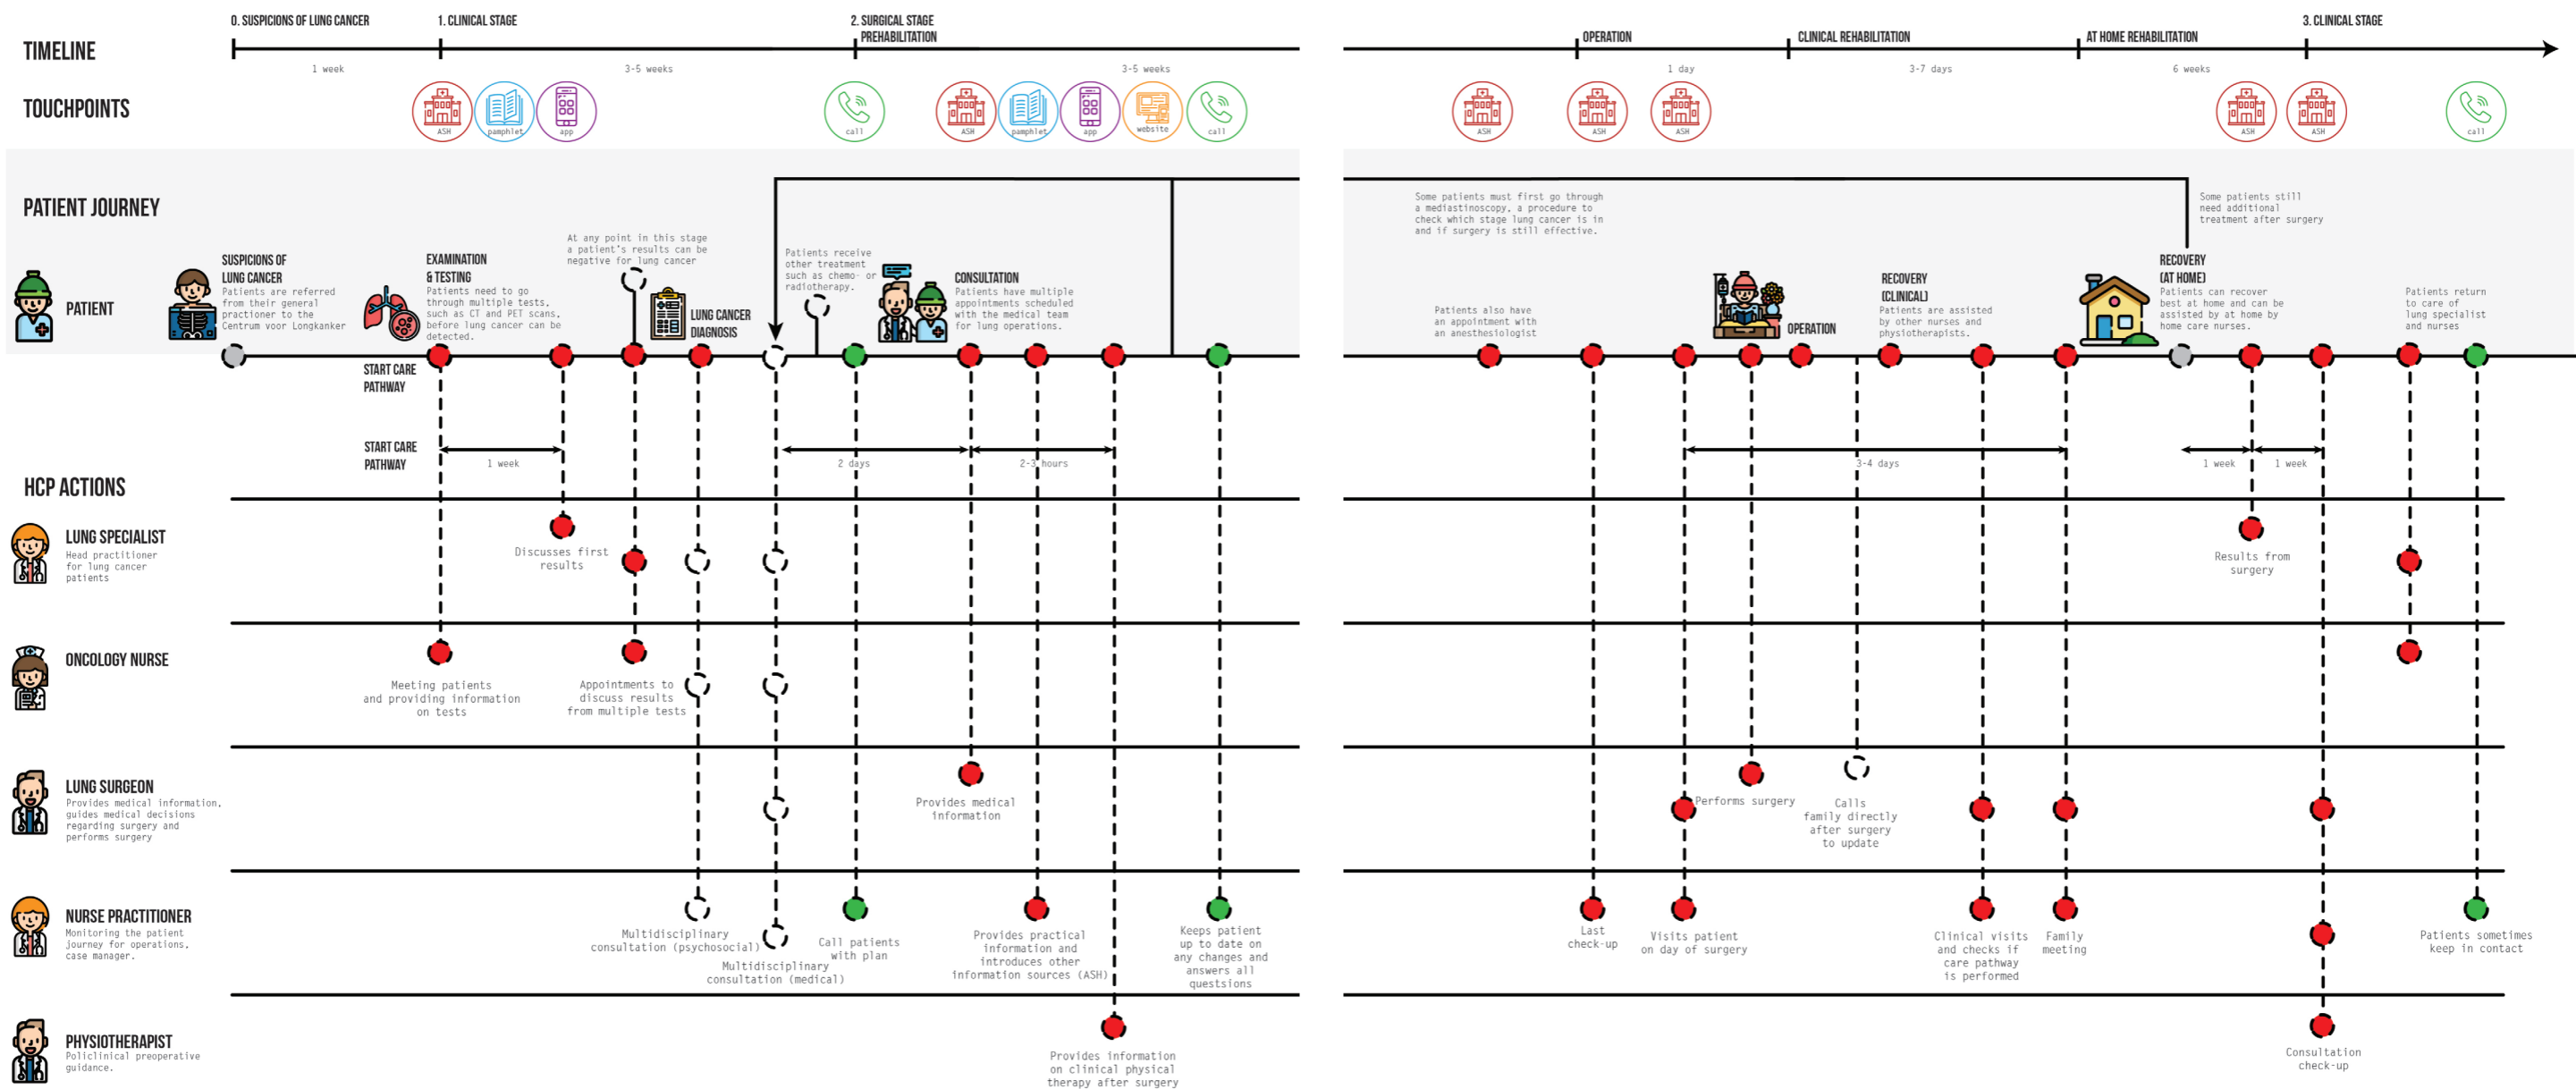 0. SUSPICIONS OF LUNG CANCER
1. CLINICAL STAGE
2. SURGICAL STAGE
PREHABILITATION
OPERATION
CLINICAL REHABILITATION
AT HOME REHABILITATION
3. CLINICAL STAGE
TIMELINE
1 week
3-5 weeks
3-5 weeks
1 day
3-7 days
6 weeks
TOUCHPOINTS
ASH
pamphlet
app
call
ASH
pamphlet
app
website
call
ASH
ASH
ASH
ASH
ASH
call
PATIENT JOURNEY
PATIENT
SUSPICIONS OF
LUNG CANCER
Patients are referred
from their general
practioner to the
Centrum voor Longkanker
EXAMINATION
& TESTING
Patients need to go
through multiple tests,
such as CT and PET scans,
before lung cancer can be
detected.
At any point in this stage
a patient's results can be
negative for lung cancer
LUNG CANCER
DIAGNOSIS
Patients receive
other treatment
such as chemo- or
radiotherapy.
CONSULTATION
Patients have multiple
appointments scheduled
with the medical team
for lung operations.
Some patients must first go through
a mediastinoscopy, a procedure to
check which stage lung cancer is in
and if surgery is still effective.
Patients also have
an appointment with
an anesthesiologist
OPERATION
RECOVERY
(CLINICAL)
Patients are assisted
by other nurses and
physiotherapists.
Some patients still
need additional
treatment after surgery
RECOVERY
(AT HOME)
Patients can recover
best at home and can be
assisted by at home by
home care nurses.
Patients return
to care of
lung specialist
and nurses
START CARE
PATHWAY
START CARE
PATHWAY
1 week
2 days
2-3 hours
3-4 days
1 week
1 week
HCP ACTIONS
LUNG SPECIALIST
Head practitioner
for lung cancer
patients
Discusses first
results
Results from
surgery
ONCOLOGY NURSE
Meeting patients
and providing information
on tests
Appointments to
discuss results
from multiple tests
LUNG SURGEON
Provides medical information,
guides medical decisions
regarding surgery and
performs surgery
Provides medical
information
Performs surgery
Calls
family directly
after surgery
to update
NURSE PRACTITIONER
Monitoring the patient
journey for operations,
case manager.
Multidisciplinary
consultation (psychosocial)
Multidisciplinary
consultation (medical)
Call patients
with plan
Provides practical
information and
introduces other
information sources (ASH)
Keeps patient
up to date on
any changes and
answers all
questsions
Last
check-up
Visits patient
on day of surgery
Clinical visits
and checks if
care pathway
is performed
Family
meeting
Patients sometimes
keep in contact
PHYSIOTHERAPIST
Policlinical preoperative
guidance.
Provides information
on clinical physical
therapy after surgery
Consultation
check-up